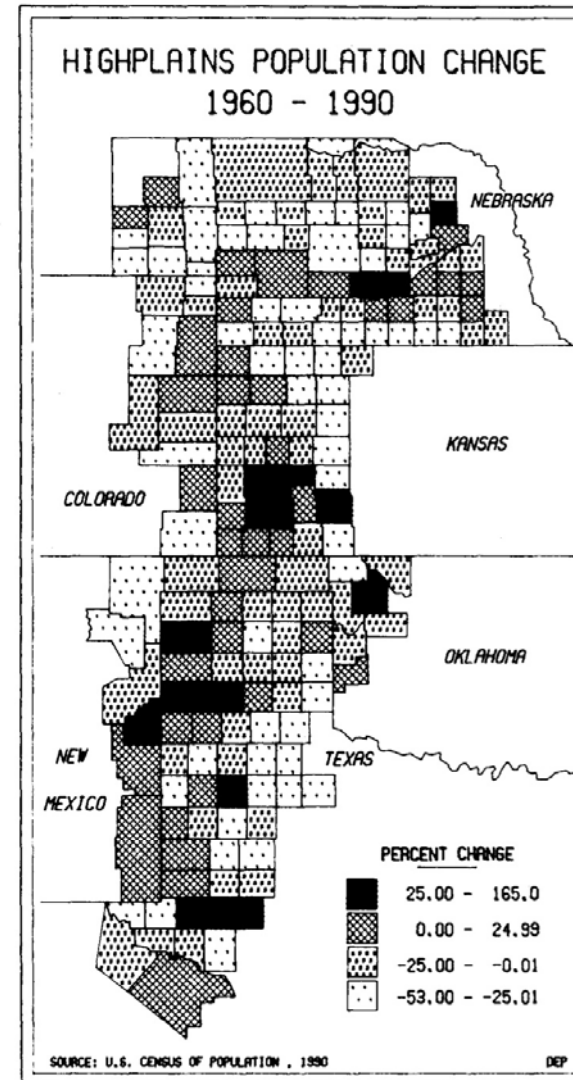 HIGHPLAINS POPULATION CHANGE
1960 - 1990
NEBRASKA
KANSAS
COLORADO
OKLAHOMA
NEW
MEXICO
TEXAS
PERCENT CHANGE
25.00 - 165.0
0.00 - 24.99
-25.00 - -0.01
-53.00 - -25.01
SOURCE: U.S. CENSUS OF POPULATION , 1990
DEP